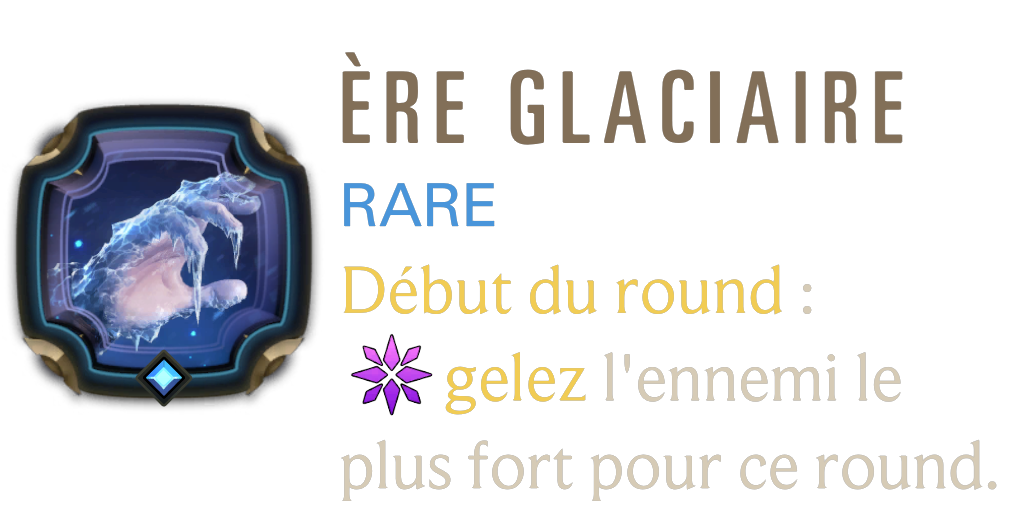 ÈRE GLACIAIRE
RARE
Début du round :
gelez l'ennemi le
plus fort pour ce round.